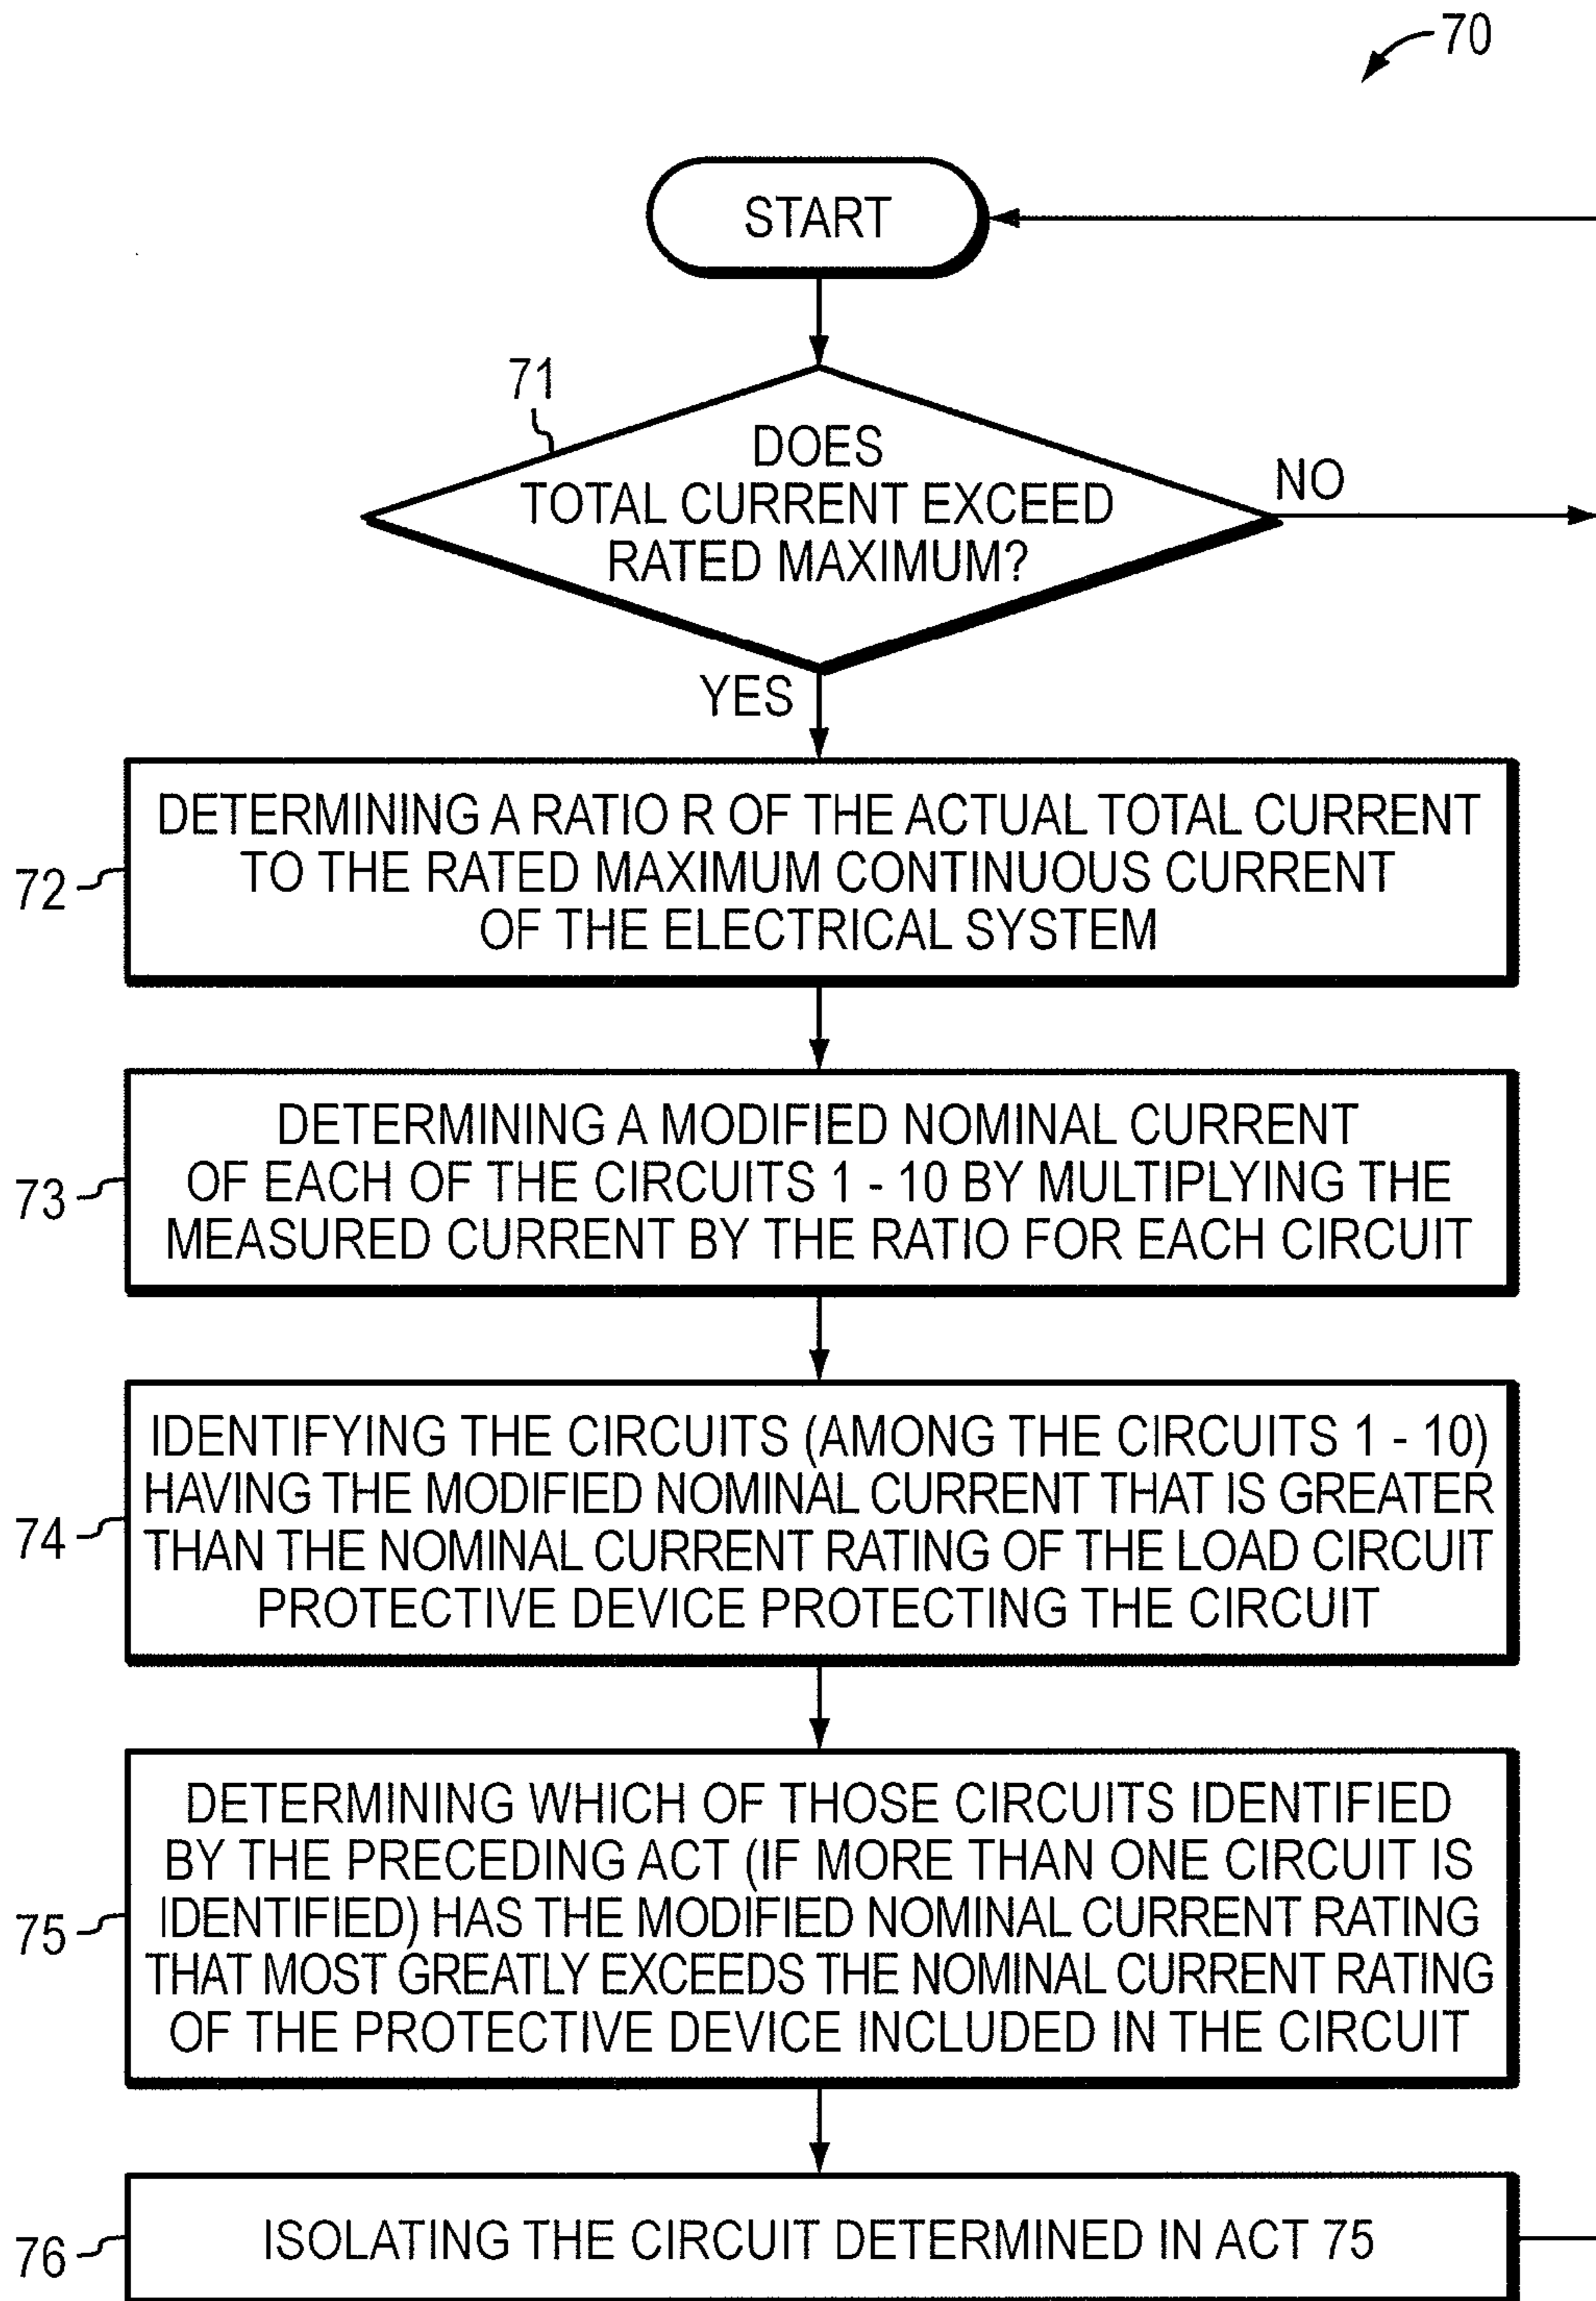 70
START
71
DOES
TOTAL CURRENT EXCEED
RATED MAXIMUM?
NO
YES
72
DETERMINING A RATIO R OF THE ACTUAL TOTAL CURRENT
TO THE RATED MAXIMUM CONTINUOUS CURRENT
OF THE ELECTRICAL SYSTEM
73
DETERMINING A MODIFIED NOMINAL CURRENT
OF EACH OF THE CIRCUITS 1 - 10 BY MULTIPLYING THE
MEASURED CURRENT BY THE RATIO FOR EACH CIRCUIT
74
IDENTIFYING THE CIRCUITS (AMONG THE CIRCUITS 1 - 10)
HAVING THE MODIFIED NOMINAL CURRENT THAT IS GREATER
THAN THE NOMINAL CURRENT RATING OF THE LOAD CIRCUIT
PROTECTIVE DEVICE PROTECTING THE CIRCUIT
75
DETERMINING WHICH OF THOSE CIRCUITS IDENTIFIED
BY THE PRECEDING ACT (IF MORE THAN ONE CIRCUIT IS
IDENTIFIED) HAS THE MODIFIED NOMINAL CURRENT RATING
THAT MOST GREATLY EXCEEDS THE NOMINAL CURRENT RATING
OF THE PROTECTIVE DEVICE INCLUDED IN THE CIRCUIT
76
ISOLATING THE CIRCUIT DETERMINED IN ACT 75